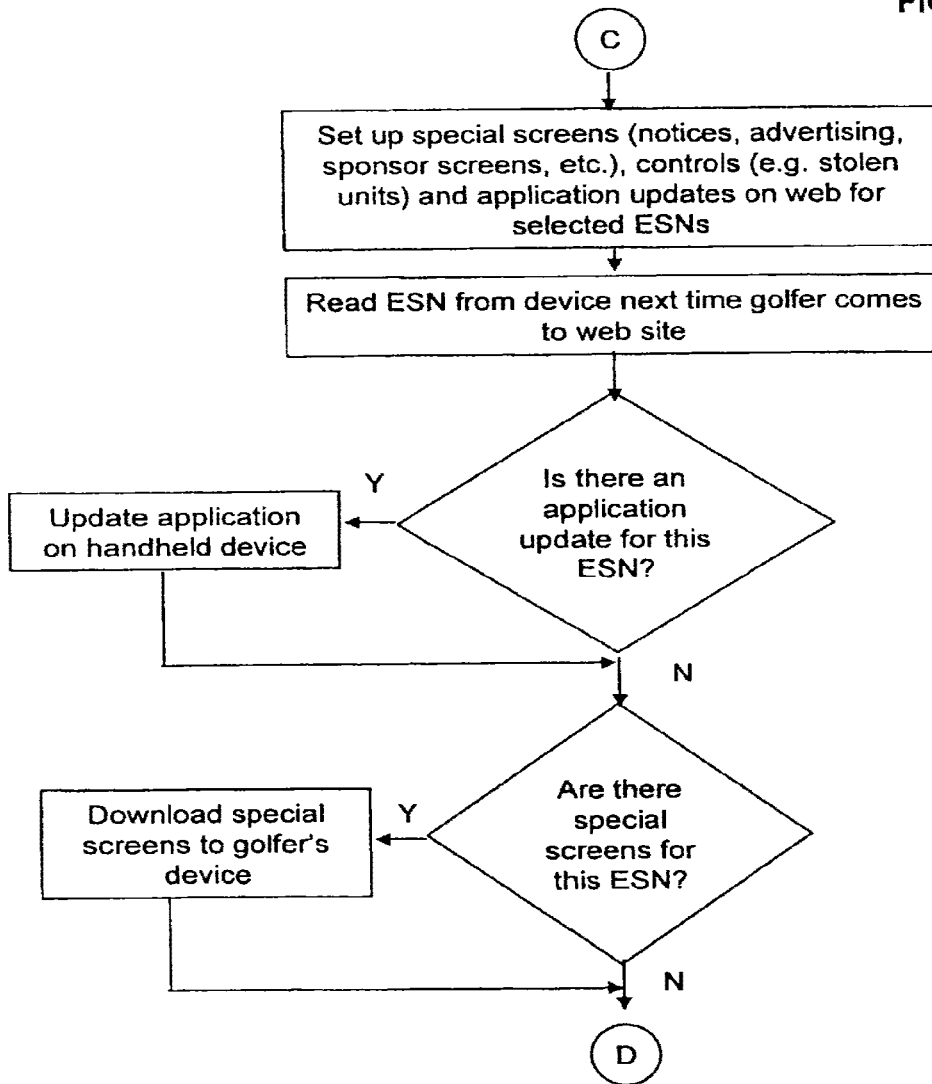 C
Set up special screens (notices, advertising,
sponsor screens, etc.), controls (e.g. stolen
units) and application updates on web for
selected ESNs
Read ESN from device next time golfer comes
to web site
Is there an
application
update for this
ESN?
Y
Update application
on handheld device
N
Are there
special
screens for
this ESN?
Y
Download special
screens to golfer's
device
N
D